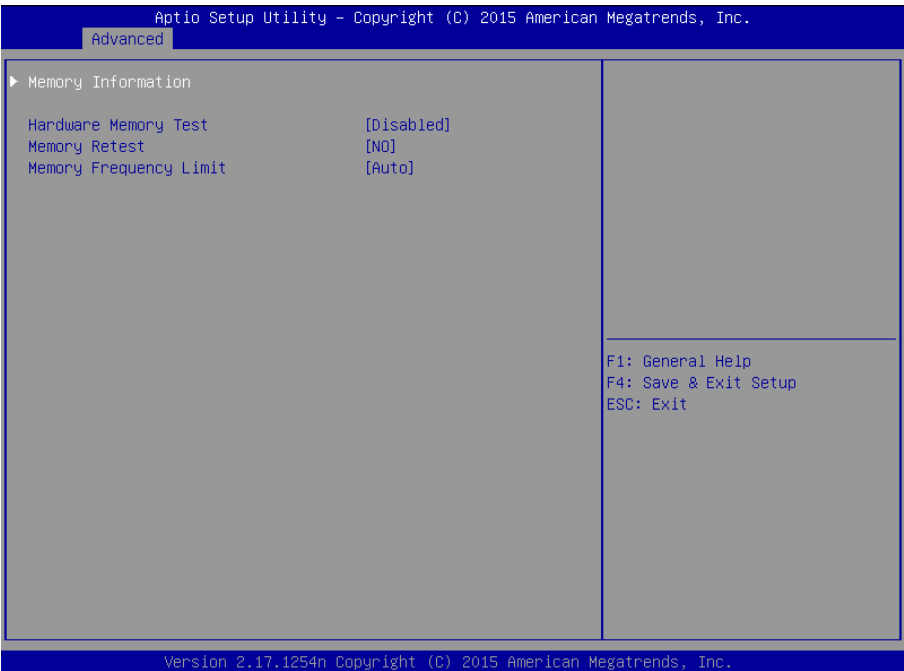 Aptio Setup Utility – Copyright (C) 2015 American Megatrends, Inc.
Advanced
Memory Information
Hardware Memory Test [Disabled]
Memory Retest [NO]
Memory Frequency Limit [Auto]
F1: General Help
F4: Save & Exit Setup
ESC: Exit
Version 2.17.1254n Copyright (C) 2015 American Megatrends, Inc.